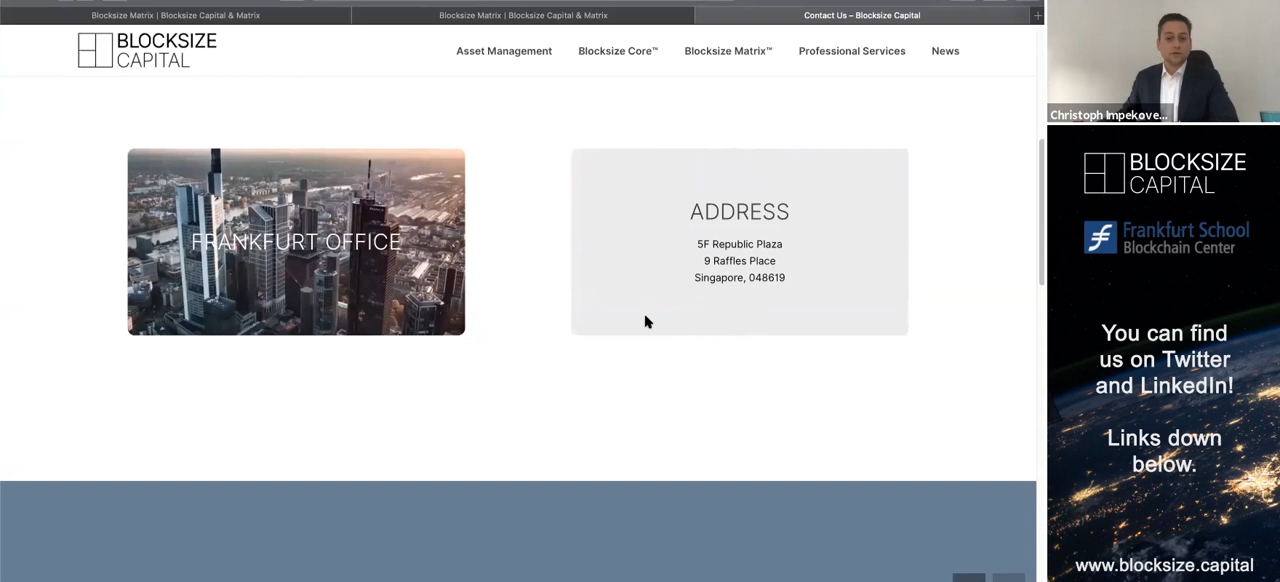 Blocksize Matrix | Blocksize Capital & Matrix
Blocksize Matrix | Blocksize Capital & Matrix
Contact Us – Blocksize Capital
+
BLOCKSIZE
CAPITAL
Asset Management
Blocksize Core™
Blocksize Matrix™
Professional Services
News
FRANKFURT OFFICE
ADDRESS
5F Republic Plaza
9 Raffles Place
Singapore, 048619
Christoph Impekove...
BLOCKSIZE
CAPITAL
Frankfurt School
Blockchain Center
You can find
us on Twitter
and LinkedIn!
Links down
below.
www.blocksize.capital